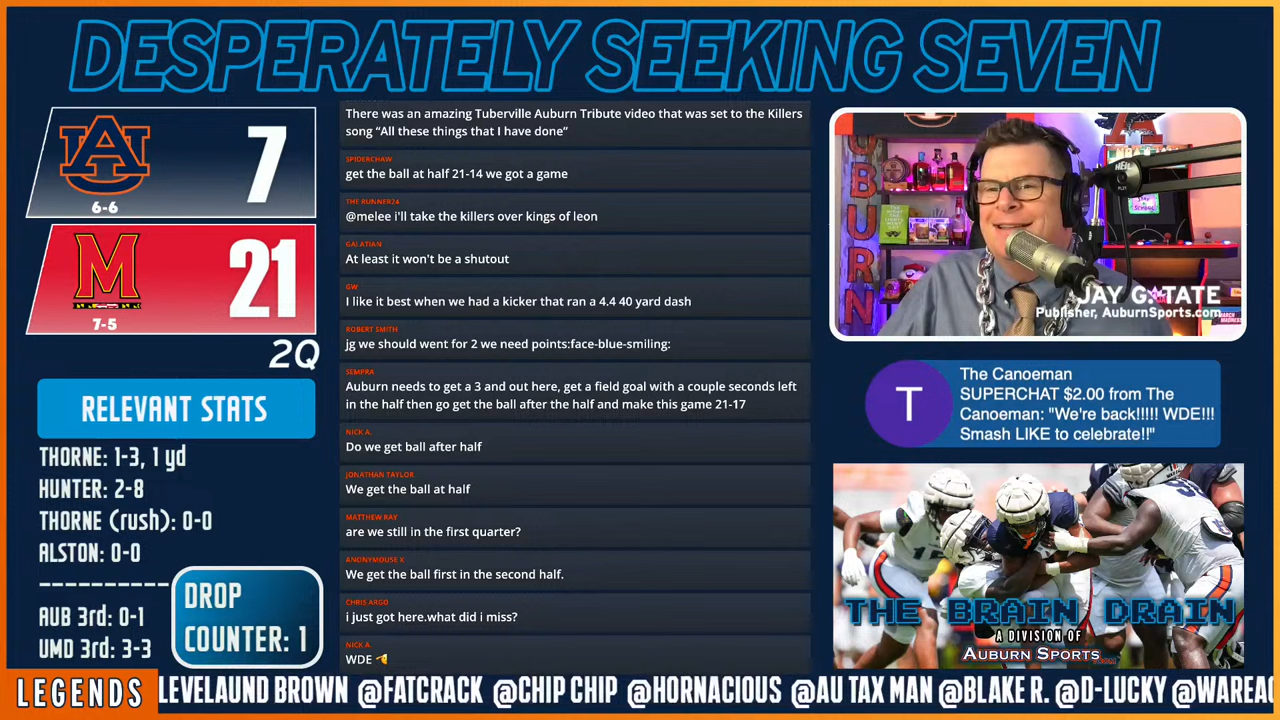 DESPERATELY SEEKING SEVEN
7
6-6
21
7-5
2Q
RELEVANT STATS
THORNE: 1-3, 1 yd
HUNTER: 2-8
THORNE (rush): 0-0
ALSTON: 0-0
----------
AUB 3rd: 0-1
UMD 3rd: 3-3
DROP
COUNTER: 1
There was an amazing Tuberville Auburn Tribute video that was set to the Killers
song “All these things that I have done”
SPIDERCHAW
get the ball at half 21-14 we got a game
THE RUNNER24
@melee i'll take the killers over kings of leon
GALATIAN
At least it won't be a shutout
GW
I like it best when we had a kicker that ran a 4.4 40 yard dash
ROBERT SMITH
jg we should went for 2 we need points:face-blue-smiling:
SEMPRA
Auburn needs to get a 3 and out here, get a field goal with a couple seconds left
in the half then go get the ball after the half and make this game 21-17
NICK A.
Do we get ball after half
JONATHAN TAYLOR
We get the ball at half
MATTHEW RAY
are we still in the first quarter?
ANONYMOUSE X
We get the ball first in the second half.
CHRIS ARGO
i just got here.what did i miss?
NICK A.
WDE
JAY G. TATE
Publisher, AuburnSports.com
T
The Canoeman
SUPERCHAT $2.00 from The
Canoeman: "We're back!!!!! WDE!!!
Smash LIKE to celebrate!!"
THE BRAIN DRAIN
A DIVISION OF
AUBURN SPORTS.COM
LEGENDS
LEVELAUND BROWN @FATCRACK @CHIP CHIP @HORNACIOUS @AU TAX MAN @BLAKE R. @D-LUCKY @WAREAG